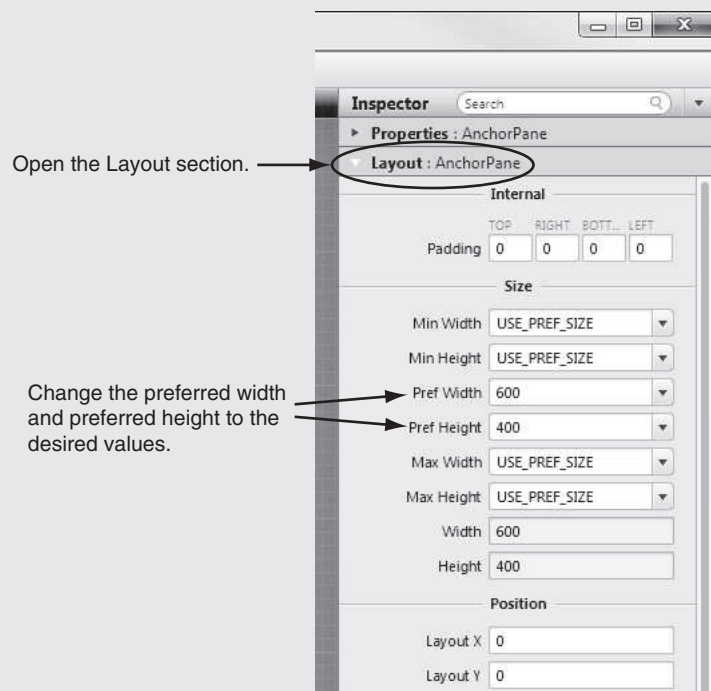 Inspector Search
Properties : AnchorPane
Open the Layout section.
Layout : AnchorPane
Internal
TOP RIGHT BOTT... LEFT
Padding 0 0 0 0
Size
Min Width USE_PREF_SIZE
Min Height USE_PREF_SIZE
Change the preferred width
and preferred height to the
desired values.
Pref Width 600
Pref Height 400
Max Width USE_PREF_SIZE
Max Height USE_PREF_SIZE
Width 600
Height 400
Position
Layout X 0
Layout Y 0